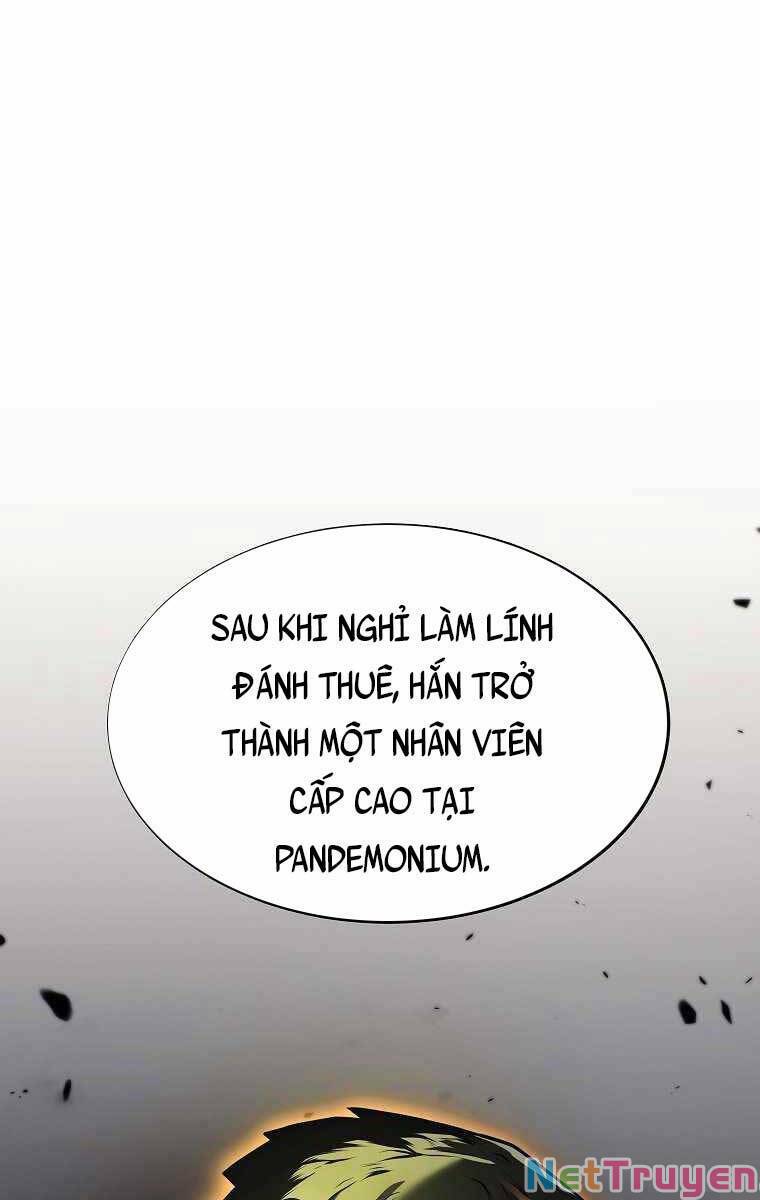 SAU KHI NGHỈ LÀM LÍNH
ĐÁNH THUÊ, HẮN TRỞ
THÀNH MỘT NHÂN VIÊN
CẤP CAO TẠI
PANDEMONIUM.
NetTruyen